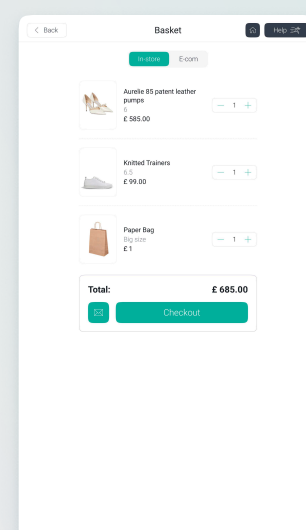 Back
Basket
Help
In-store
E-com
Aurelie 85 patent leather
pumps
6
£ 585.00
1
Knitted Trainers
6.5
£ 99.00
1
Paper Bag
Big size
£ 1
1
Total:
£ 685.00
Checkout